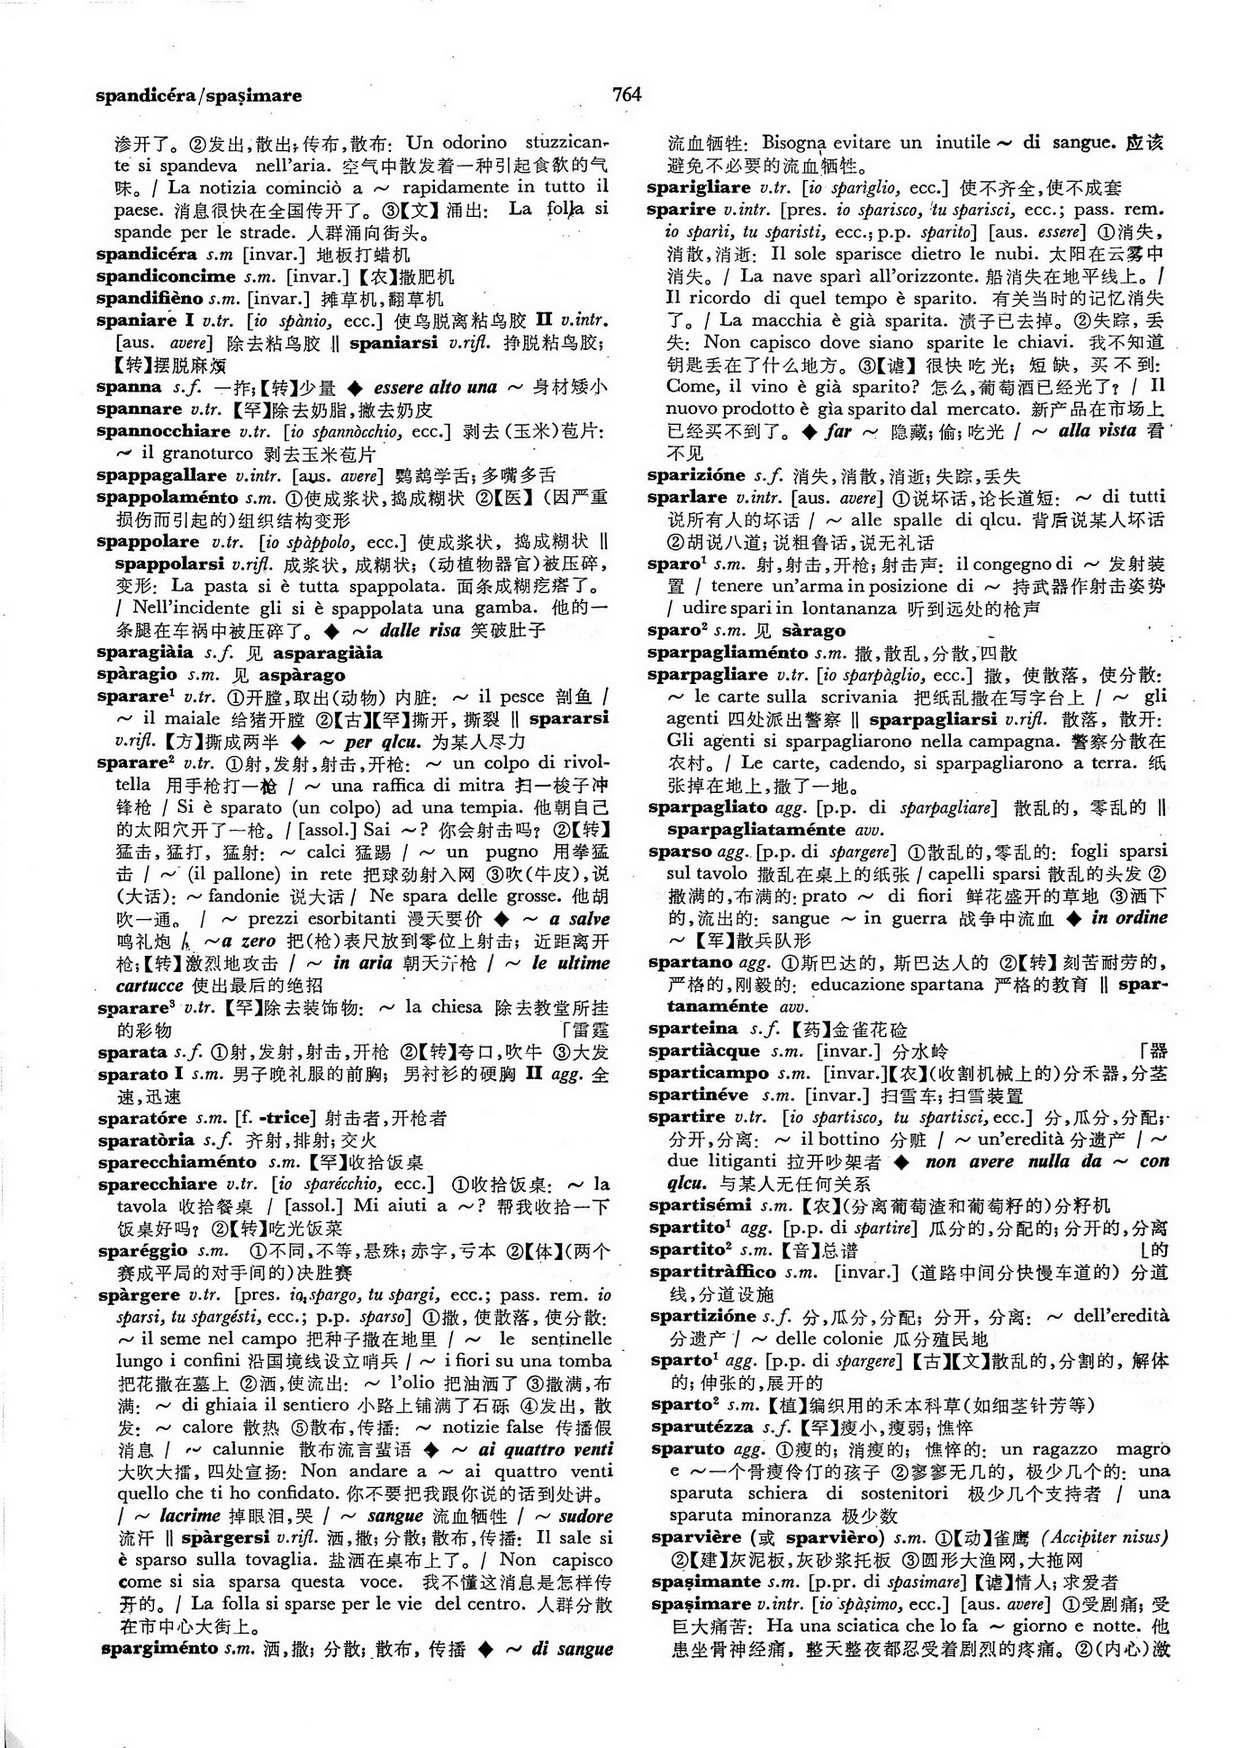 spandicéra/spaṣimare
764
渗开了。②发出,散出,传布,散布: Un odorino stuzzican-
te si spandeva nell'aria. 空气中散发着一种引起食欲的气
味。/ La notizia cominciò a ~ rapidamente in tutto il
paese. 消息很快在全国传开了。③【文】涌出: La folla si
spande per le strade. 人群涌向街头。
spandicéra s.m [invar.] 地板打蜡机
spandiconcime s.m. [invar.] 【农】撒肥机
spandifièno s.m. [invar.] 摊草机,翻草机
spaniare I v.tr. [io spànio, ecc.] 使鸟脱离粘鸟胶 II v.intr.
[aus. avere] 除去粘鸟胶 ‖ spaniarsi v.rifl. 挣脱粘鸟胶;
【转】摆脱麻烦
spanna s.f. 一拃;【转】少量 ◆ essere alto una ~ 身材矮小
spannare v.tr. 【罕】除去奶脂,撇去奶皮
spannocchiare v.tr. [io spannòcchio, ecc.] 剥去(玉米)苞片:
~ il granoturco 剥去玉米苞片
spappagallare v.intr. [aus. avere] 鹦鹉学舌;多嘴多舌
spappolaménto s.m. ①使成浆状,捣成糊状 ②【医】(因严重
损伤而引起的)组织结构变形
spappolare v.tr. [io spàppolo, ecc.] 使成浆状, 捣成糊状 ‖
spappolarsi v.rifl. 成浆状, 成糊状; (动植物器官)被压碎,
变形: La pasta si è tutta spappolata. 面条成糊疙瘩了。
/ Nell'incidente gli si è spappolata una gamba. 他的一
条腿在车祸中被压碎了。◆ ~ dalle risa 笑破肚子
sparagiàia s.f. 见 asparagiàia
spàragio s.m. 见 aspàrago
sparare¹ v.tr. ①开膛,取出(动物) 内脏: ~ il pesce 剖鱼 /
~ il maiale 给猪开膛 ②【古】【罕】撕开, 撕裂 ‖ spararsi
v.rifl. 【方】撕成两半 ◆ ~ per qlcu. 为某人尽力
sparare² v.tr. ①射,发射,射击,开枪: ~ un colpo di rivol-
tella 用手枪打一枪 / ~ una raffica di mitra 扫一梭子冲
锋枪 / Si è sparato (un colpo) ad una tempia. 他朝自己
的太阳穴开了一枪。/ [assol.] Sai ~? 你会射击吗? ②【转】
猛击,猛打, 猛射: ~ calci 猛踢 / ~ un pugno 用拳猛
击 / ~ (il pallone) in rete 把球劲射入网 ③吹(牛皮),说
(大话): ~ fandonie 说大话 / Ne spara delle grosse. 他胡
吹一通。 / ~ prezzi esorbitanti 漫天要价 ◆ ~ a salve
鸣礼炮 / ~a zero 把(枪)表尺放到零位上射击; 近距离开
枪;【转】激烈地攻击 / ~ in aria 朝天开枪 / ~ le ultime
cartucce 使出最后的绝招
sparare³ v.tr. 【罕】除去装饰物: ~ la chiesa 除去教堂所挂
的彩物 「雷霆
sparata s.f. ①射,发射,射击,开枪 ②【转】夸口,吹牛 ③大发
sparato I s.m. 男子晚礼服的前胸; 男衬衫的硬胸 II agg. 全
速,迅速
sparatóre s.m. [f. -trice] 射击者,开枪者
sparatòria s.f. 齐射,排射;交火
sparecchiaménto s.m. 【罕】收拾饭桌
sparecchiare v.tr. [io sparécchio, ecc.] ①收拾饭桌: ~ la
tavola 收拾餐桌 / [assol.] Mi aiuti a ~? 帮我收拾一下
饭桌好吗? ②【转】吃光饭菜
sparéggio s.m. ①不同,不等,悬殊;赤字,亏本 ②【体】(两个
赛成平局的对手间的)决胜赛
spàrgere v.tr. [pres. io spargo, tu spargi, ecc.; pass. rem. io
sparsi, tu spargésti, ecc.; p.p. sparso] ①撒, 使散落, 使分散:
~ il seme nel campo 把种子撒在地里 / ~ le sentinelle
lungo i confini 沿国境线设立哨兵 / ~ i fiori su una tomba
把花撒在墓上 ②洒,使流出: ~ l'olio 把油洒了 ③撒满,布
满: ~ di ghiaia il sentiero 小路上铺满了石砾 ④发出, 散
发: ~ calore 散热 ⑤散布,传播: ~ notizie false 传播假
消息 / ~ calunnie 散布流言蜚语 ◆ ~ ai quattro venti
大吹大擂, 四处宣扬: Non andare a ~ ai quattro venti
quello che ti ho confidato. 你不要把我跟你说的话到处讲。
/ ~ lacrime 掉眼泪,哭 / ~ sangue 流血牺牲 / ~ sudore
流汗 ‖ spàrgersi v.rifl. 洒,撒;分散;散布,传播: Il sale si
è sparso sulla tovaglia. 盐洒在桌布上了。/ Non capisco
come si sia sparsa questa voce. 我不懂这消息是怎样传
开的。/ La folla si sparse per le vie del centro. 人群分散
在市中心大街上。
spargiménto s.m. 洒,撒; 分散; 散布, 传播 ◆ ~ di sangue
流血牺牲: Bisogna evitare un inutile ~ di sangue. 应该
避免不必要的流血牺牲。
sparigliare v.tr. [io sparìglio, ecc.] 使不齐全,使不成套
sparire v.intr. [pres. io sparisco, tu sparisci, ecc.; pass. rem.
io sparìi, tu sparisti, ecc.; p.p. sparito] [aus. essere] ①消失,
消散,消逝: Il sole sparisce dietro le nubi. 太阳在云雾中
消失。/ La nave sparì all'orizzonte. 船消失在地平线上。/
Il ricordo di quel tempo è sparito. 有关当时的记忆消失
了。/ La macchia è già sparita. 渍子已去掉。②失踪, 丢
失: Non capisco dove siano sparite le chiavi. 我不知道
钥匙丢在了什么地方。③【谑】 很快吃光; 短缺, 买不到:
Come, il vino è già sparito? 怎么,葡萄酒已经光了? / Il
nuovo prodotto è gìa sparito dal mercato. 新产品在市场上
已经买不到了。◆ far ~ 隐藏; 偷; 吃光 / ~ alla vista 看
不见
sparizióne s.f. 消失,消散,消逝;失踪,丢失
sparlare v.intr. [aus. avere] ①说坏话,论长道短: ~ di tutti
说所有人的坏话 / ~ alle spalle di qlcu. 背后说某人坏话
②胡说八道; 说粗鲁话,说无礼话
sparo¹ s.m. 射,射击,开枪;射击声: il congegno di ~ 发射装
置 / tenere un'arma in posizione di ~ 持武器作射击姿势
/ udire spari in lontananza 听到远处的枪声
sparo² s.m. 见 sàrago
sparpagliaménto s.m. 撒,散乱,分散,四散
sparpagliare v.tr. [io sparpàglio, ecc.] 撒, 使散落, 使分散:
~ le carte sulla scrivania 把纸乱撒在写字台上 / ~ gli
agenti 四处派出警察 ‖ sparpagliarsi v.rifl. 散落, 散开:
Gli agenti si sparpagliarono nella campagna. 警察分散在
农村。/ Le carte, cadendo, si sparpagliarono a terra. 纸
张掉在地上,撒了一地。
sparpagliato agg. [p.p. di sparpagliare] 散乱的, 零乱的 ‖
sparpagliataménte avv.
sparso agg. [p.p. di spargere] ①散乱的,零乱的: fogli sparsi
sul tavolo 撒乱在桌上的纸张 / capelli sparsi 散乱的头发 ②
撒满的,布满的: prato ~ di fiori 鲜花盛开的草地 ③洒下
的,流出的: sangue ~ in guerra 战争中流血 ◆ in ordine
~ 【军】散兵队形
spartano agg. ①斯巴达的, 斯巴达人的 ②【转】刻苦耐劳的,
严格的,刚毅的: educazione spartana 严格的教育 ‖ spar-
tanaménte avv.
sparteina s.f. 【药】金雀花硷
spartiàcque s.m. [invar.] 分水岭 「器
sparticampo s.m. [invar.]【农】(收割机械上的)分禾器,分茎
spartinéve s.m. [invar.] 扫雪车; 扫雪装置
spartire v.tr. [io spartisco, tu spartisci, ecc.] 分,瓜分,分配;
分开,分离: ~ il bottino 分赃 / ~ un'eredità 分遗产 / ~
due litiganti 拉开吵架者 ◆ non avere nulla da ~ con
qlcu. 与某人无任何关系
spartisémi s.m. 【农】(分离葡萄渣和葡萄籽的)分籽机
spartito¹ agg. [p.p. di spartire] 瓜分的,分配的;分开的,分离
spartito² s.m. 【音】总谱 ⌊的
spartitràffico s.m. [invar.] (道路中间分快慢车道的) 分道
线,分道设施
spartizióne s.f. 分,瓜分,分配; 分开, 分离: ~ dell'eredità
分遗产 / ~ delle colonie 瓜分殖民地
sparto¹ agg. [p.p. di spargere] 【古】【文】散乱的,分割的, 解体
的; 伸张的,展开的
sparto² s.m. 【植】编织用的禾本科草(如细茎针芳等)
sparutézza s.f. 【罕】瘦小,瘦弱;憔悴
sparuto agg. ①瘦的; 消瘦的; 憔悴的: un ragazzo magro
e ~一个骨瘦伶仃的孩子 ②寥寥无几的, 极少几个的: una
sparuta schiera di sostenitori 极少几个支持者 / una
sparuta minoranza 极少数
sparvière (或 sparvièro) s.m. ①【动】雀鹰 (Accipiter nisus)
②【建】灰泥板,灰砂浆托板 ③圆形大渔网,大拖网
spaṣimante s.m. [p.pr. di spasimare]【谑】情人;求爱者
spaṣimare v.intr. [io spàṣimo, ecc.] [aus. avere] ①受剧痛; 受
巨大痛苦: Ha una sciatica che lo fa ~ giorno e notte. 他
患坐骨神经痛, 整天整夜都忍受着剧烈的疼痛。②(内心)激